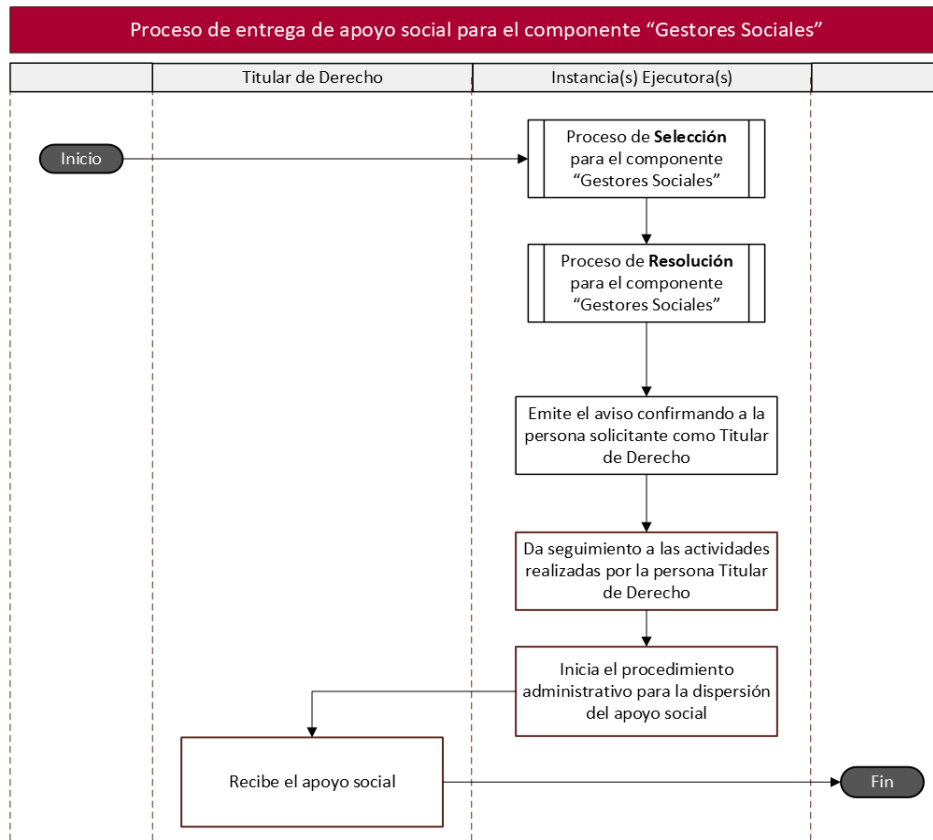 Proceso de entrega de apoyo social para el componente “Gestores Sociales”
Titular de Derecho
Instancia(s) Ejecutora(s)
Inicio
Proceso de Selección
para el componente
“Gestores Sociales”
Proceso de Resolución
para el componente
“Gestores Sociales”
Emite el aviso confirmando a la
persona solicitante como Titular
de Derecho
Da seguimiento a las actividades
realizadas por la persona Titular
de Derecho
Inicia el procedimiento
administrativo para la dispersión
del apoyo social
Recibe el apoyo social
Fin